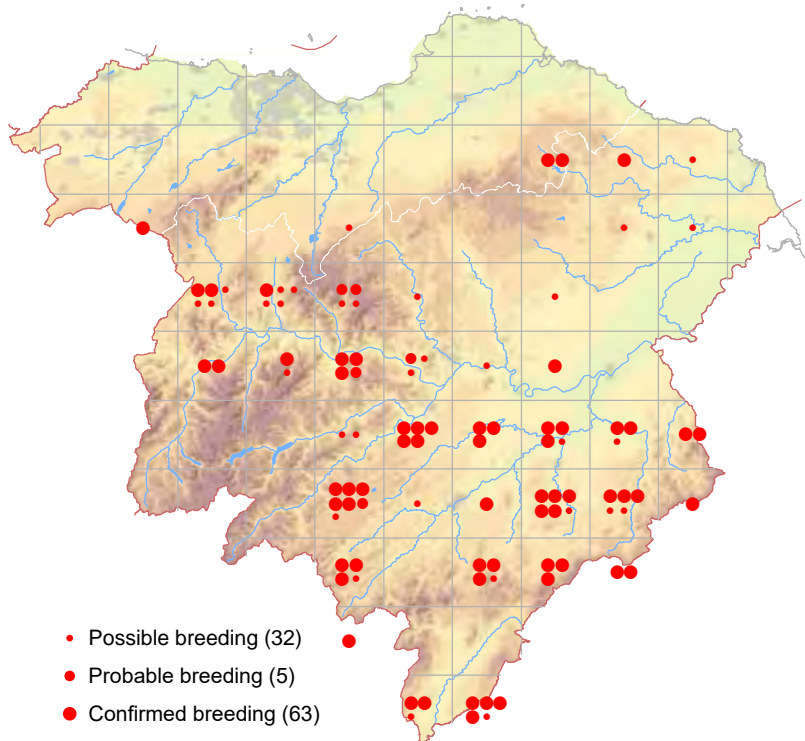 Possible breeding (32)
Probable breeding (5)
Confirmed breeding (63)